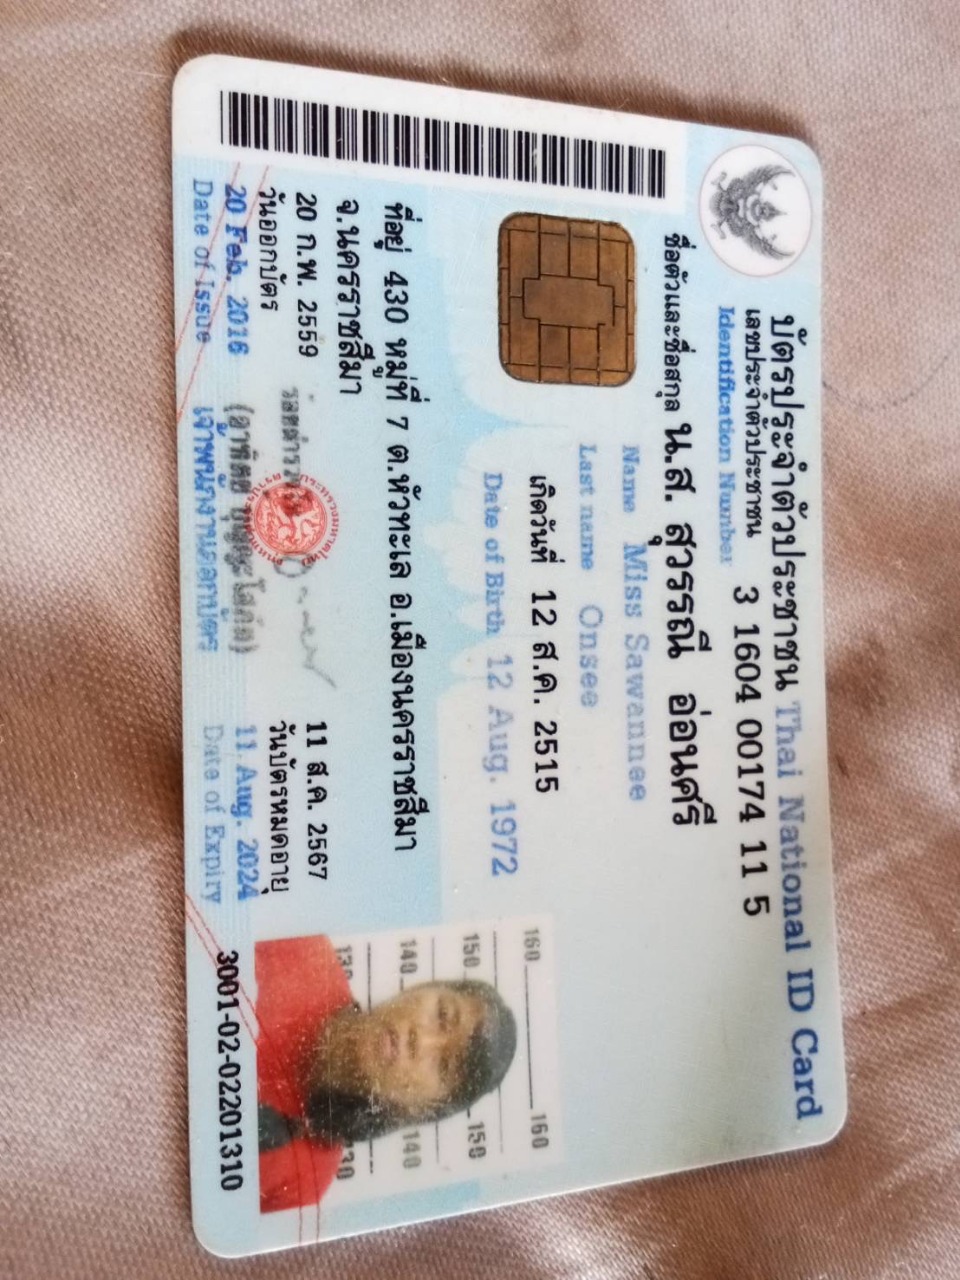 บัตรประจำตัวประชาชน Thai National ID Card
เลขประจำตัวประชาชน 3 1604 00174 11 5
Identification Number
ชื่อตัวและชื่อสกุล น.ส. สุวรรณี อ่อนศรี
Name Miss Sawannee
Last name Onsee
เกิดวันที่ 12 ส.ค. 2515
Date of Birth 12 Aug. 1972
ที่อยู่ 430 หมู่ที่ 7 ต.หัวทะเล อ.เมืองนครราชสีมา
จ.นครราชสีมา
20 ก.พ. 2559
วันออกบัตร
20 Feb. 2016
Date of Issue
เจ้าพนักงานออกบัตร
11 ส.ค. 2567
วันบัตรหมดอายุ
11 Aug. 2024
Date of Expiry
160 160
150 150
140 140
130 130
3001-02-02201310